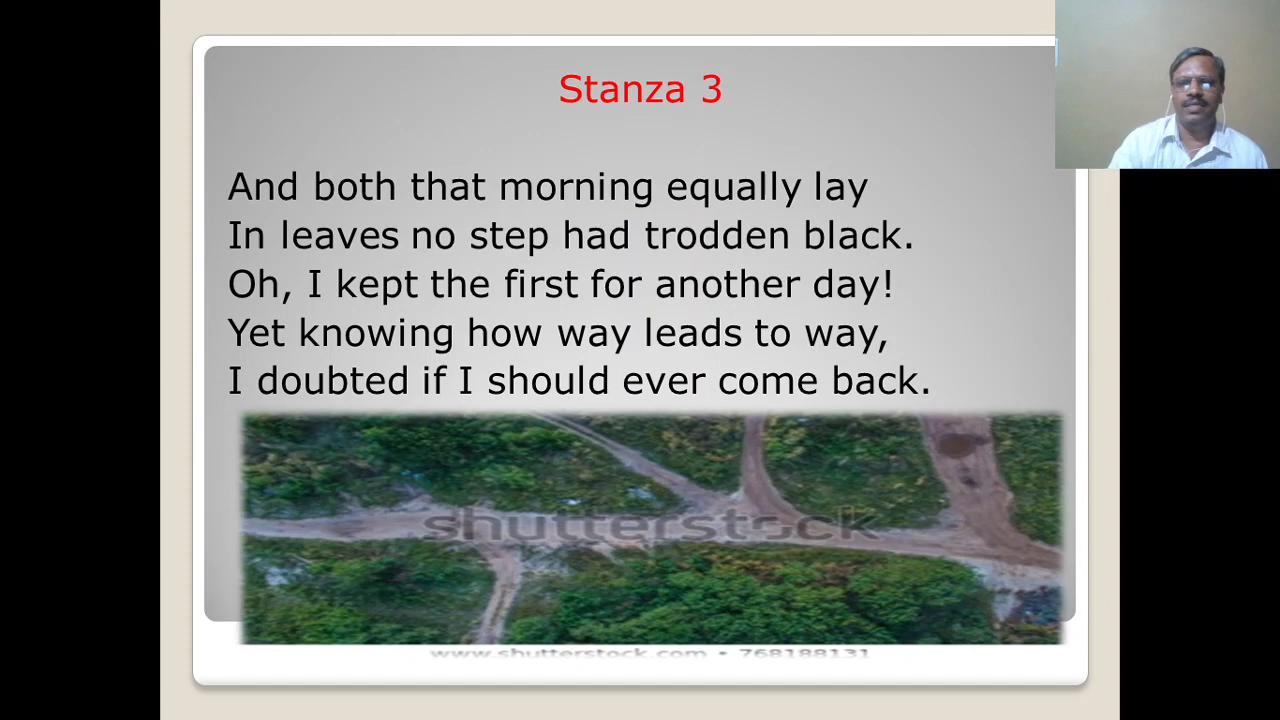 Stanza 3
And both that morning equally lay
In leaves no step had trodden black.
Oh, I kept the first for another day!
Yet knowing how way leads to way,
I doubted if I should ever come back.
shutterstock
www.shutterstock.com • 768188131